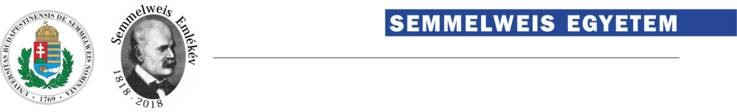 UNIVERSITAS BUDAPESTINENSIS DE SEMMELWEIS NOMINATA
· 1769 ·
Semmelweis Emlékév
1818-2018
SEMMELWEIS EGYETEM